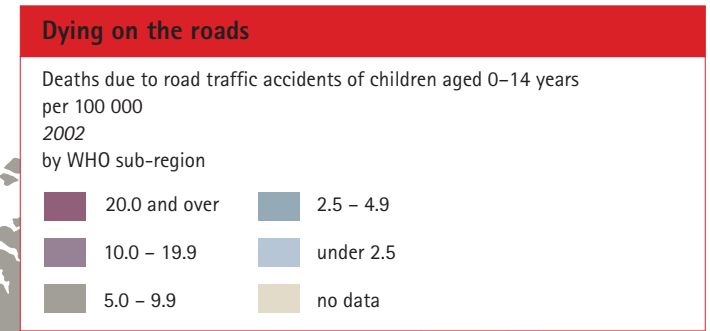 Dying on the roads
Deaths due to road traffic accidents of children aged 0–14 years
per 100 000
2002
by WHO sub-region
20.0 and over
10.0 – 19.9
5.0 – 9.9
2.5 – 4.9
under 2.5
no data